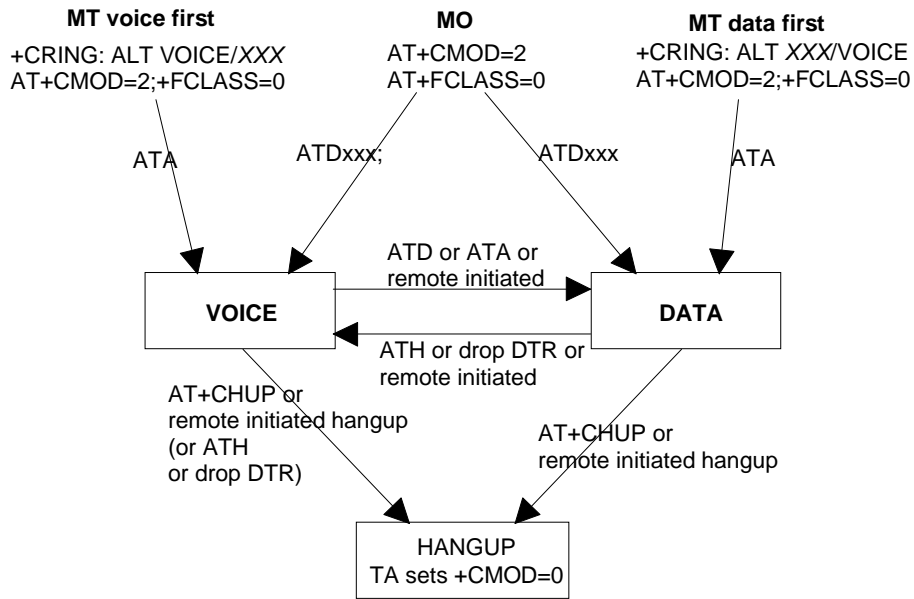 MT voice first
+CRING: ALT VOICE/XXX
AT+CMOD=2;+FCLASS=0
MO
AT+CMOD=2
AT+FCLASS=0
MT data first
+CRING: ALT XXX/VOICE
AT+CMOD=2;+FCLASS=0
ATA
ATDxxx;
ATDxxx
ATA
ATD or ATA or
remote initiated
VOICE
DATA
ATH or drop DTR or
remote initiated
AT+CHUP or
remote initiated hangup
(or ATH
or drop DTR)
AT+CHUP or
remote initiated hangup
HANGUP
TA sets +CMOD=0